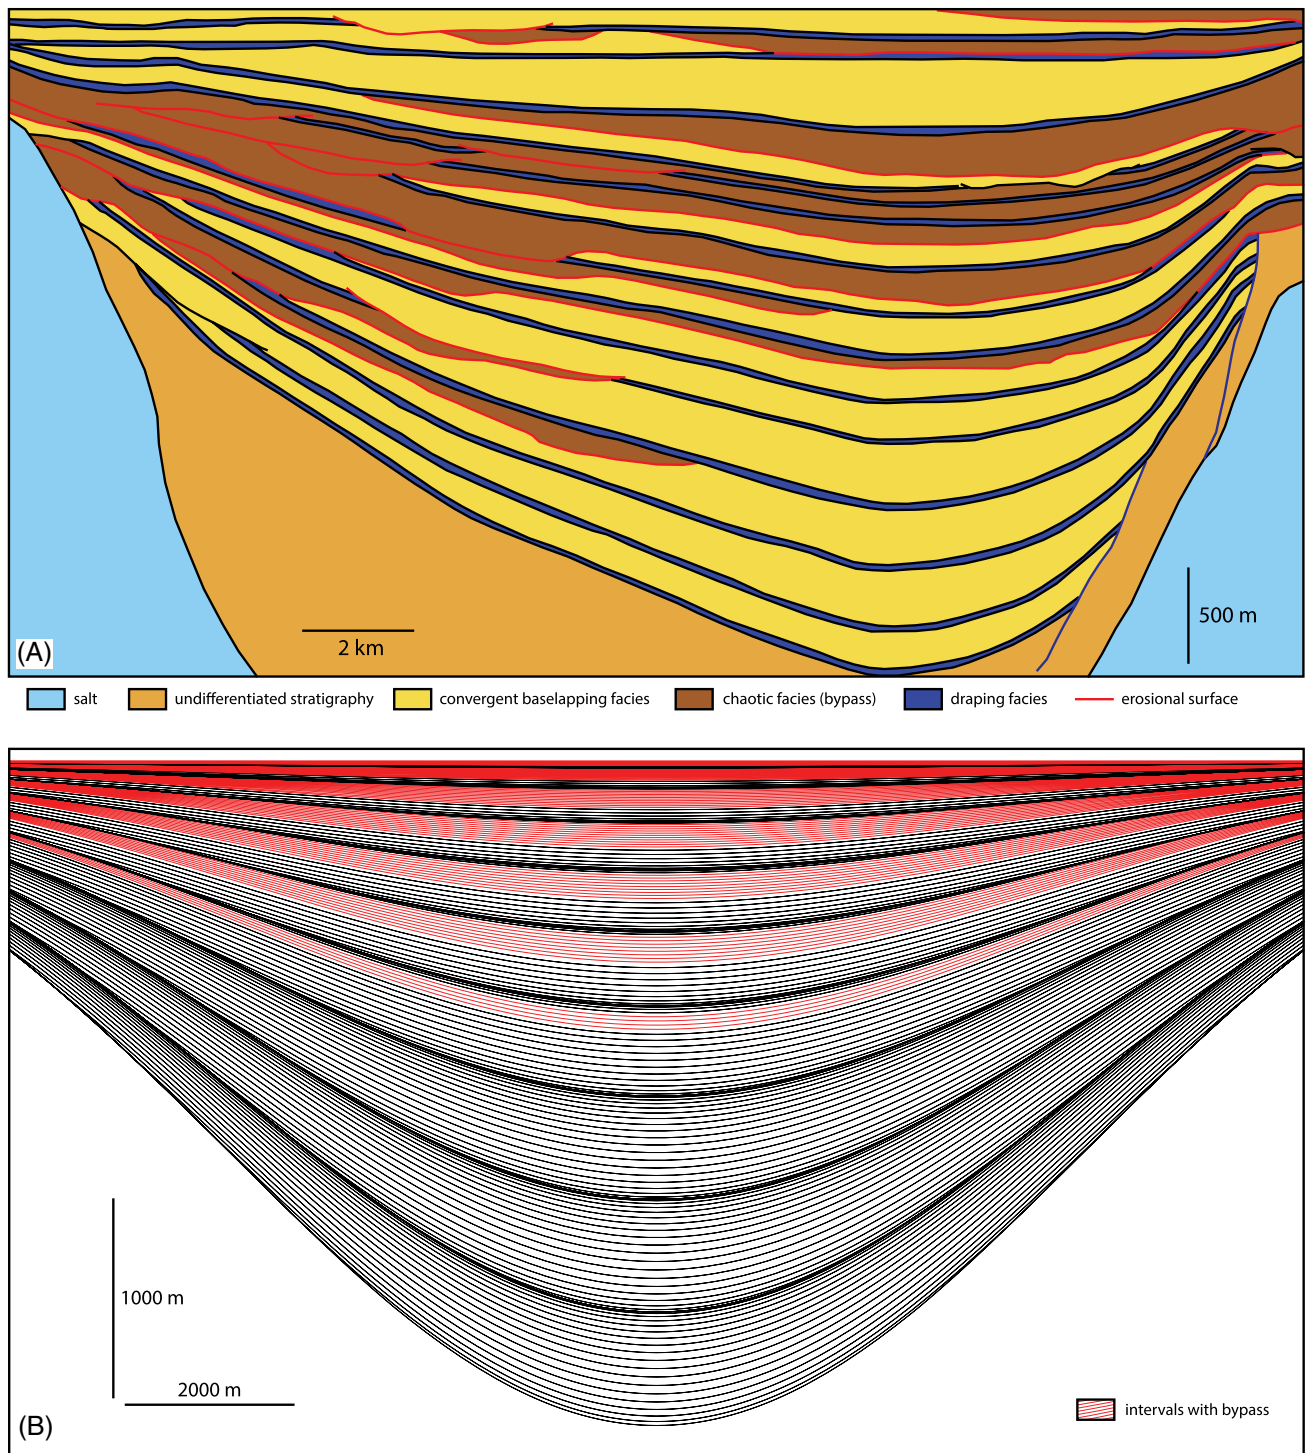 500 m
(A)
2 km
salt undifferentiated stratigraphy convergent baselapping facies chaotic facies (bypass) draping facies erosional surface
1000 m
2000 m
(B)
intervals with bypass